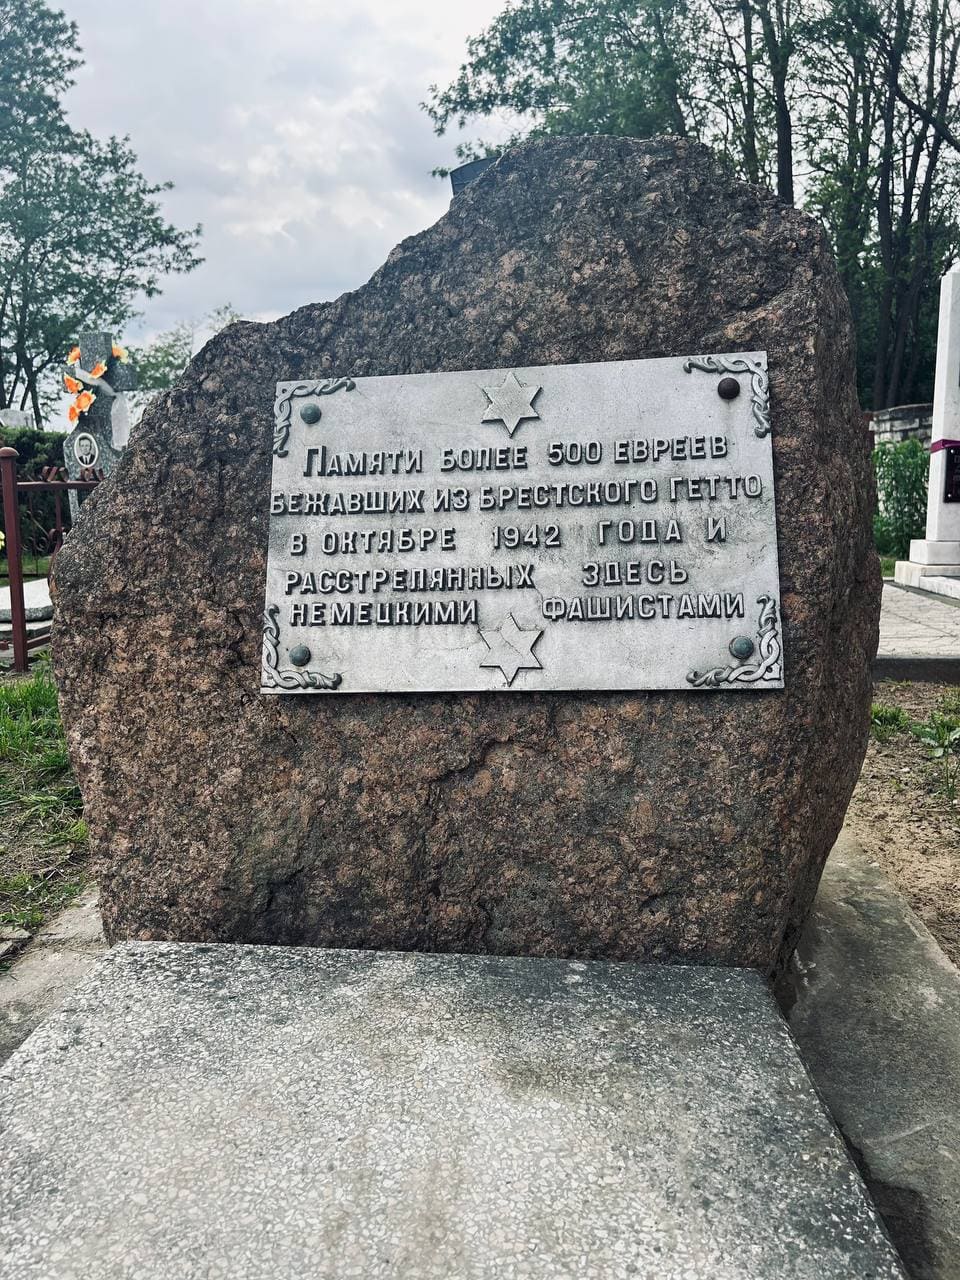 Памяти более 500 евреев
бежавших из Брестского гетто
в октябре 1942 года и
расстрелянных здесь
немецкими фашистами